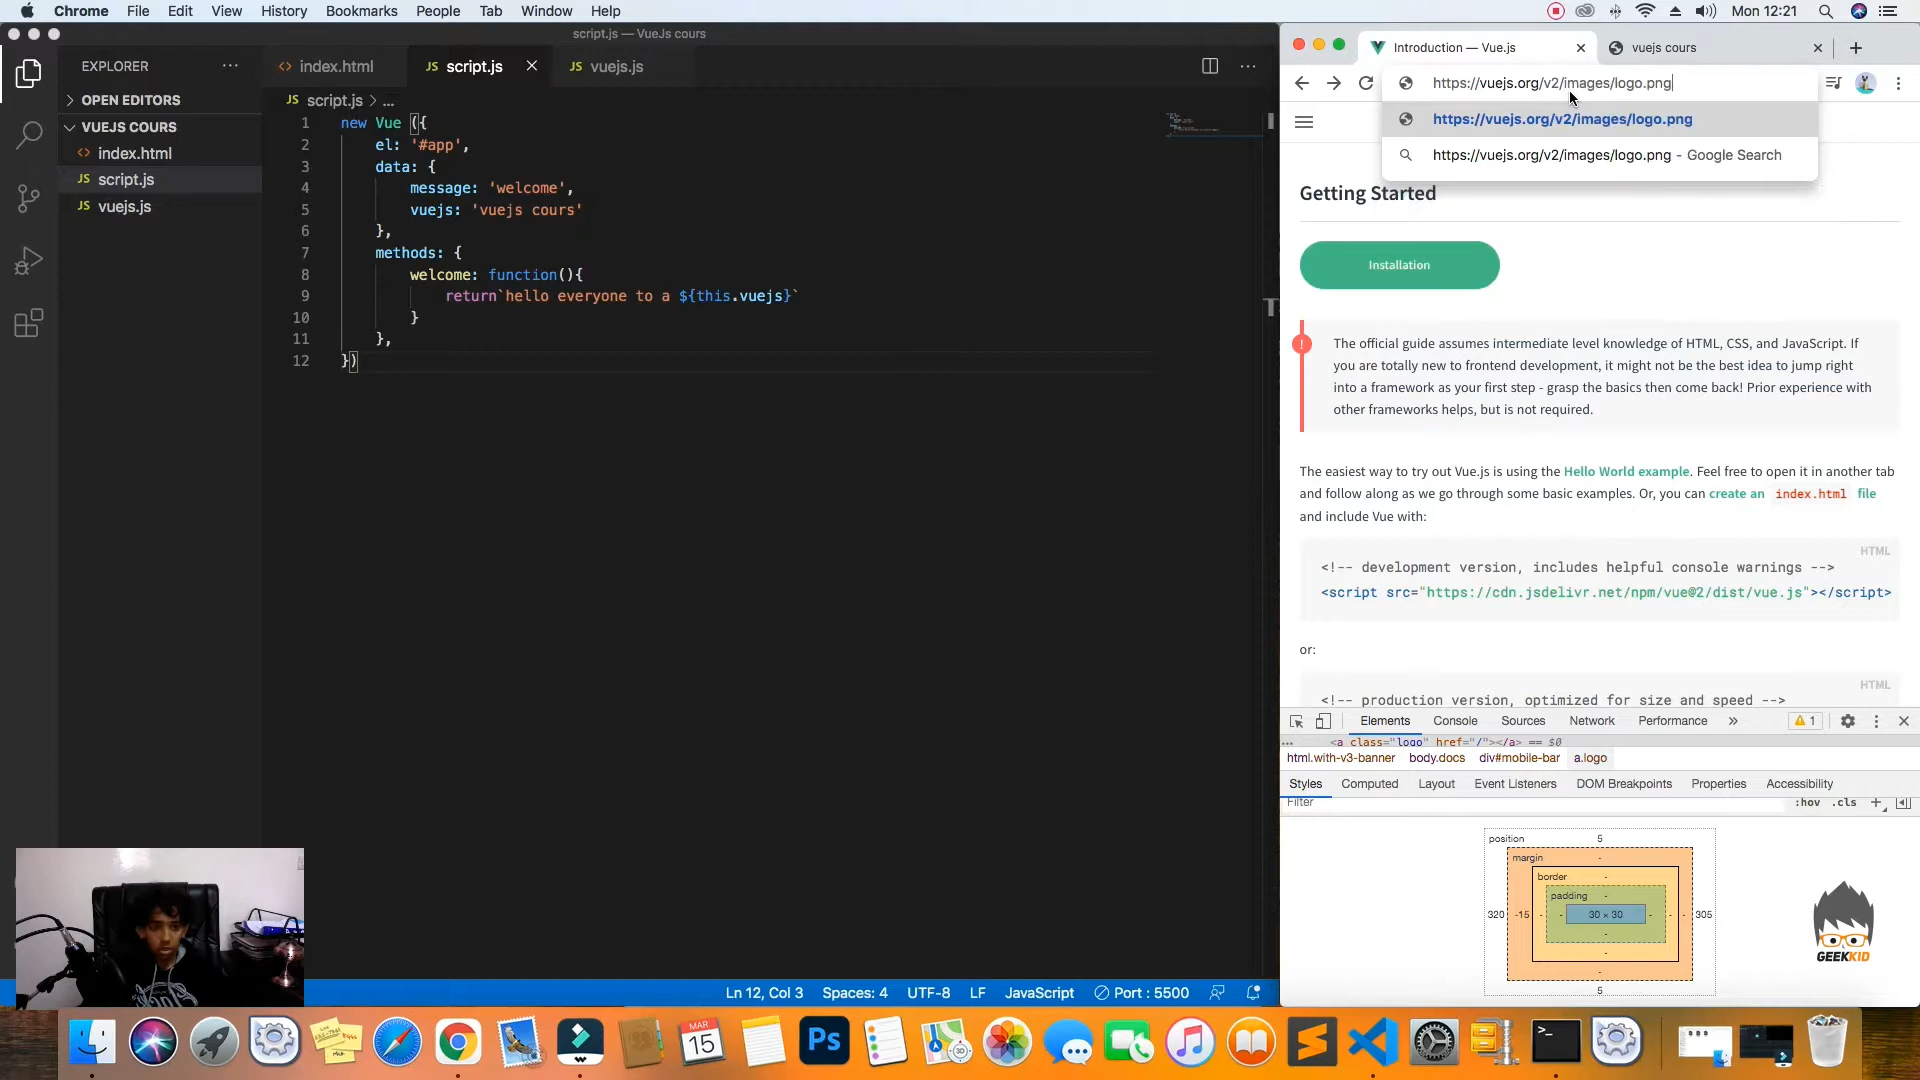 Chrome File Edit View History Bookmarks People Tab Window Help
Mon 12:21
script.js — VueJs cours
EXPLORER
OPEN EDITORS
VUEJS COURS
index.html
JS script.js
JS vuejs.js
index.html
JS script.js
JS vuejs.js
JS script.js > ...
1 new Vue ({
2 el: '#app',
3 data: {
4 message: 'welcome',
5 vuejs: 'vuejs cours'
6 },
7 methods: {
8 welcome: function(){
9 return`hello everyone to a ${this.vuejs}`
10 }
11 },
12 })
Ln 12, Col 3 Spaces: 4 UTF-8 LF JavaScript Port : 5500
Introduction — Vue.js
vuejs cours
https://vuejs.org/v2/images/logo.png
https://vuejs.org/v2/images/logo.png
https://vuejs.org/v2/images/logo.png - Google Search
Getting Started
Installation
!
The official guide assumes intermediate level knowledge of HTML, CSS, and JavaScript. If
you are totally new to frontend development, it might not be the best idea to jump right
into a framework as your first step - grasp the basics then come back! Prior experience with
other frameworks helps, but is not required.
The easiest way to try out Vue.js is using the Hello World example. Feel free to open it in another tab
and follow along as we go through some basic examples. Or, you can create an index.html file
and include Vue with:
HTML
<!-- development version, includes helpful console warnings -->
<script src="https://cdn.jsdelivr.net/npm/vue@2/dist/vue.js"></script>
or:
HTML
<!-- production version, optimized for size and speed -->
Elements Console Sources Network Performance » 1
... <a class="logo" href="/"></a> == $0
html.with-v3-banner body.docs div#mobile-bar a.logo
Styles Computed Layout Event Listeners DOM Breakpoints Properties Accessibility
Filter :hov .cls +
position 5
margin -
border -
padding -
320 -15 - - 30 × 30 - - - 305
-
-
-
5
GEEKKID
MAR
15
Ps
3D